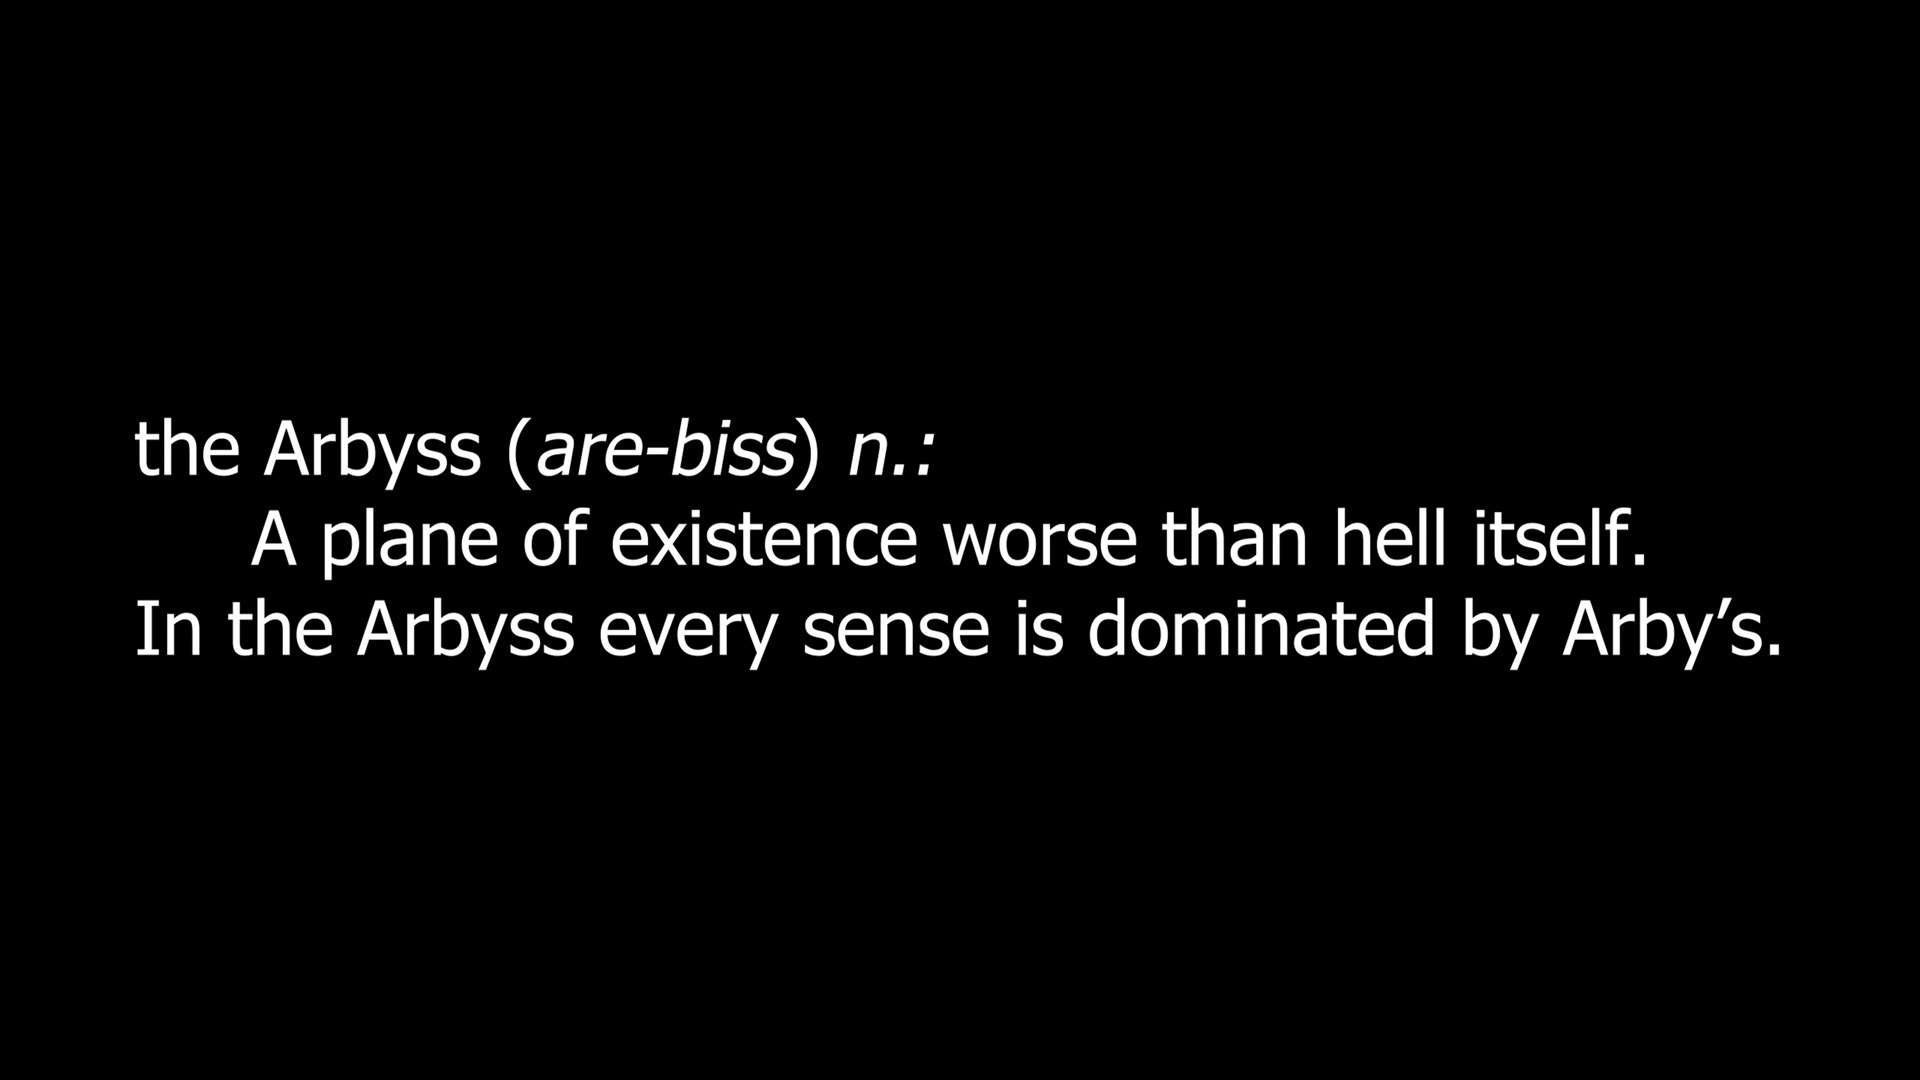 the Arbyss (are-biss) n.:
A plane of existence worse than hell itself.
In the Arbyss every sense is dominated by Arby’s.